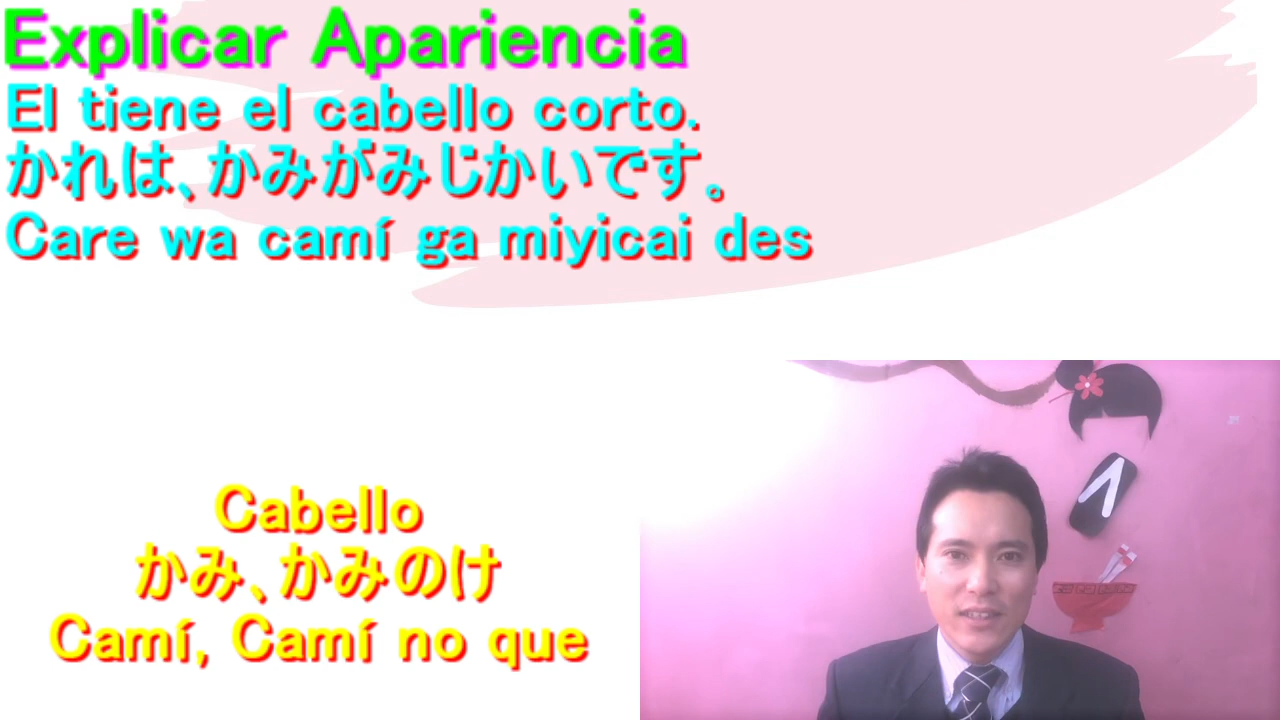 Explicar Apariencia
El tiene el cabello corto.
かれは、かみがみじかいです。
Care wa camí ga miyicai des
Cabello
かみ、かみのけ
Camí, Camí no que